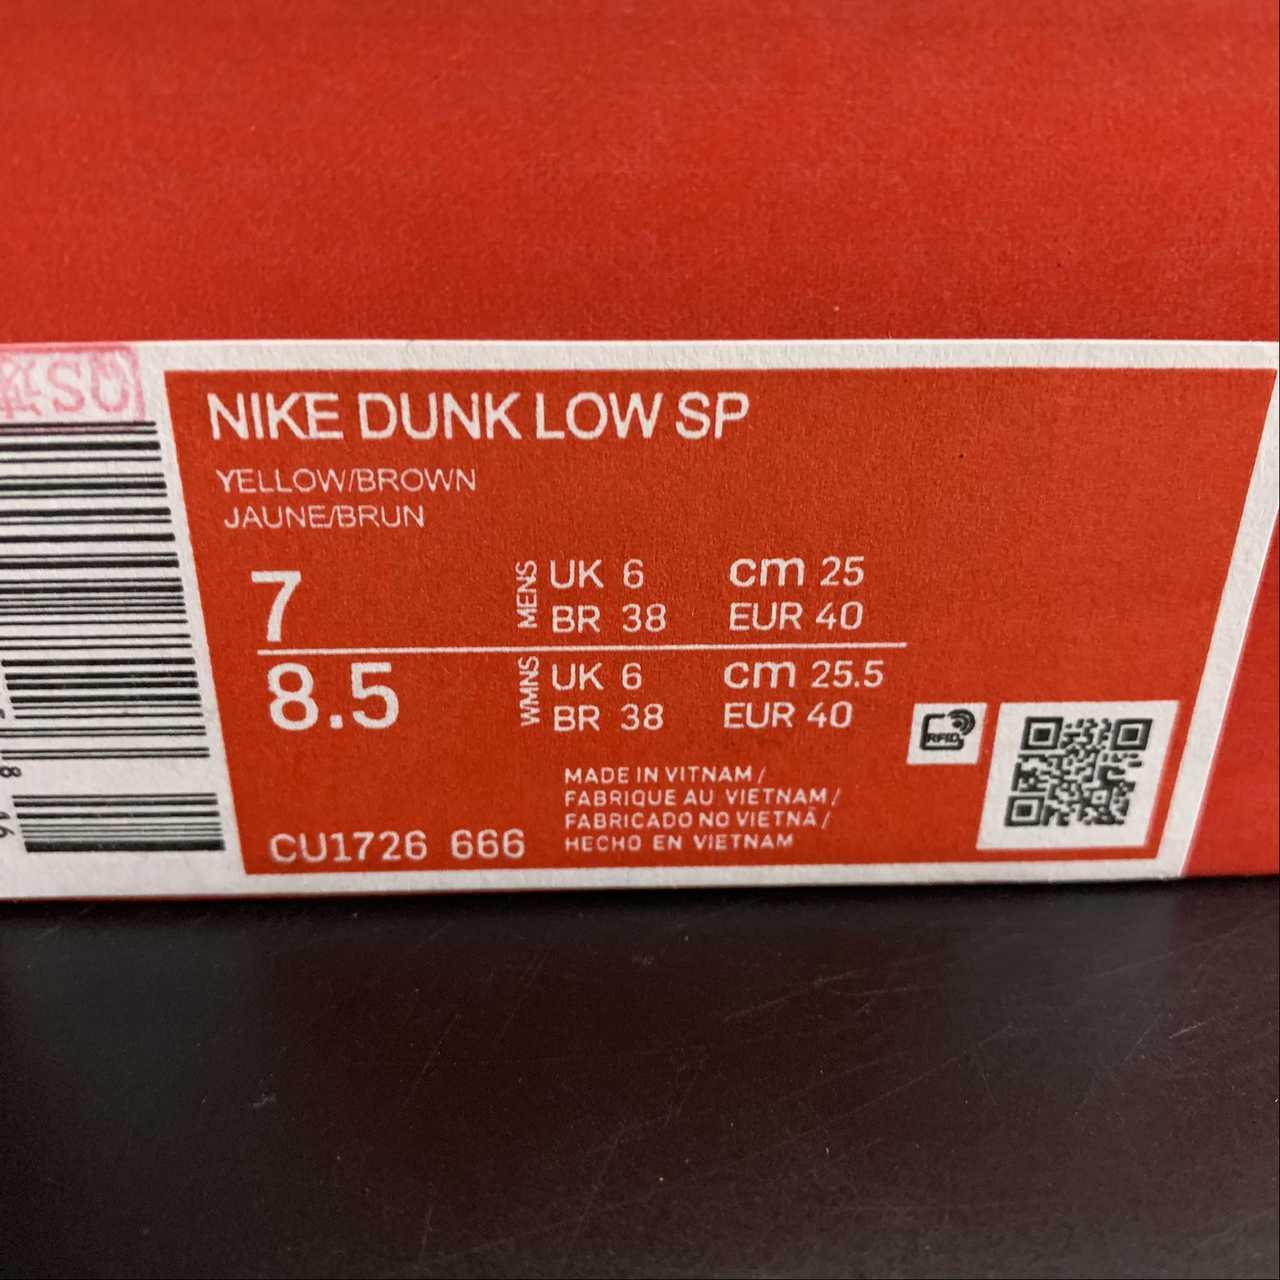 NIKE DUNK LOW SP
YELLOW/BROWN
JAUNE/BRUN
7 MENS UK 6 cm 25
BR 38 EUR 40
8.5 WMNS UK 6 cm 25.5
BR 38 EUR 40
MADE IN VITNAM /
FABRIQUE AU VIETNAM /
FABRICADO NO VIETNÃ /
HECHO EN VIETNAM
CU1726 666
RFID